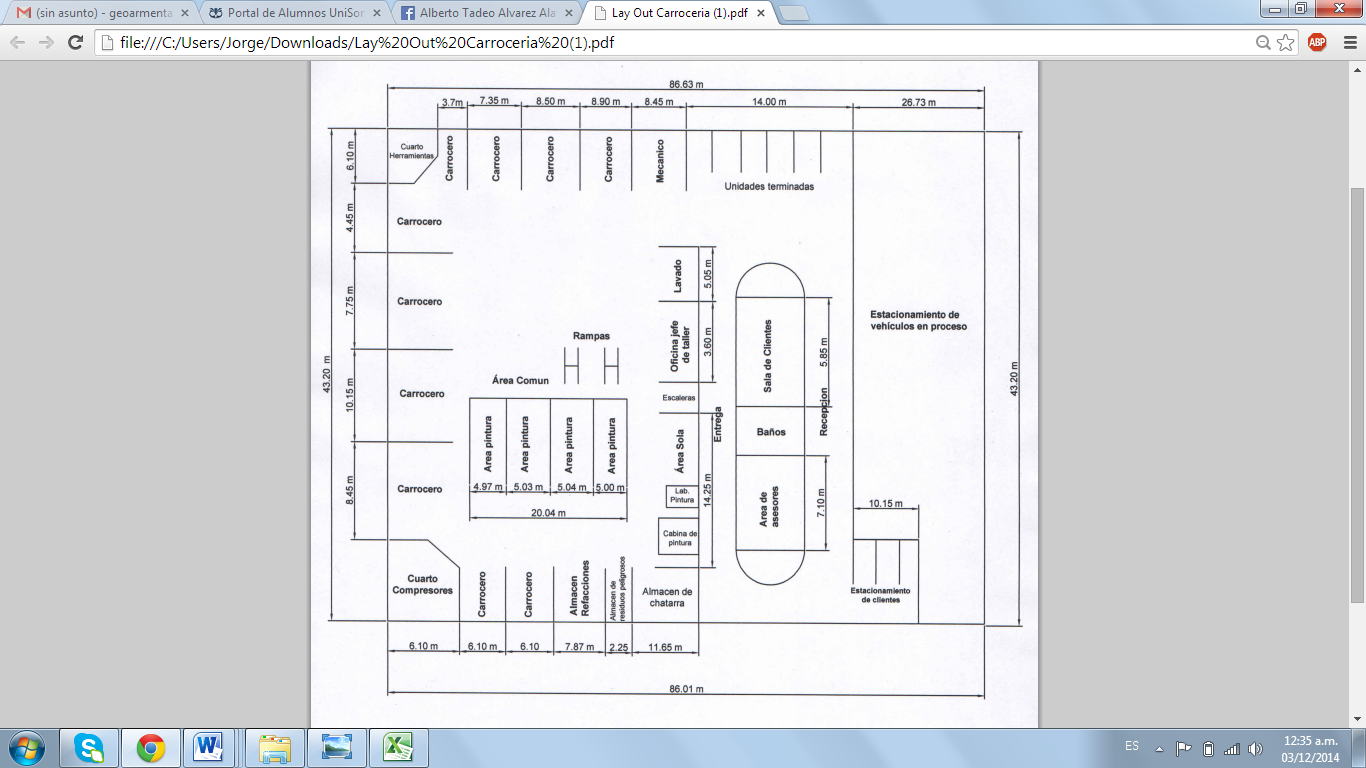 (sin asunto) - geoarmenta
Portal de Alumnos UniSon
Alberto Tadeo Alvarez Ala
Lay Out Carroceria (1).pdf
file:///C:/Users/Jorge/Downloads/Lay%20Out%20Carroceria%20(1).pdf
ABP
86.63 m
3.7m
7.35 m
8.50 m
8.90 m
8.45 m
14.00 m
26.73 m
Cuarto
Herramientas
Carrocero
Carrocero
Carrocero
Carrocero
Mecanico
Unidades terminadas
6.10 m
4.45 m
7.75 m
10.15 m
8.45 m
43.20 m
Carrocero
Carrocero
Carrocero
Carrocero
Lavado
5.05 m
Oficina jefe
de taller
3.60 m
Escaleras
Entrega
Área Sola
14.25 m
Lab.
Pintura
Cabina de
pintura
Rampas
Área Comun
Area pintura
Area pintura
Area pintura
Area pintura
4.97 m
5.03 m
5.04 m
5.00 m
20.04 m
Sala de Clientes
5.85 m
Recepcion
Baños
Area de
asesores
7.10 m
Estacionamiento de
vehículos en proceso
43.20 m
10.15 m
Estacionamiento
de clientes
Cuarto
Compresores
Carrocero
Carrocero
Almacen
Refacciones
Almacen de
residuos peligrosos
Almacen de
chatarra
6.10 m
6.10 m
6.10
7.87 m
2.25
11.65 m
86.01 m
ES
12:35 a.m.
03/12/2014